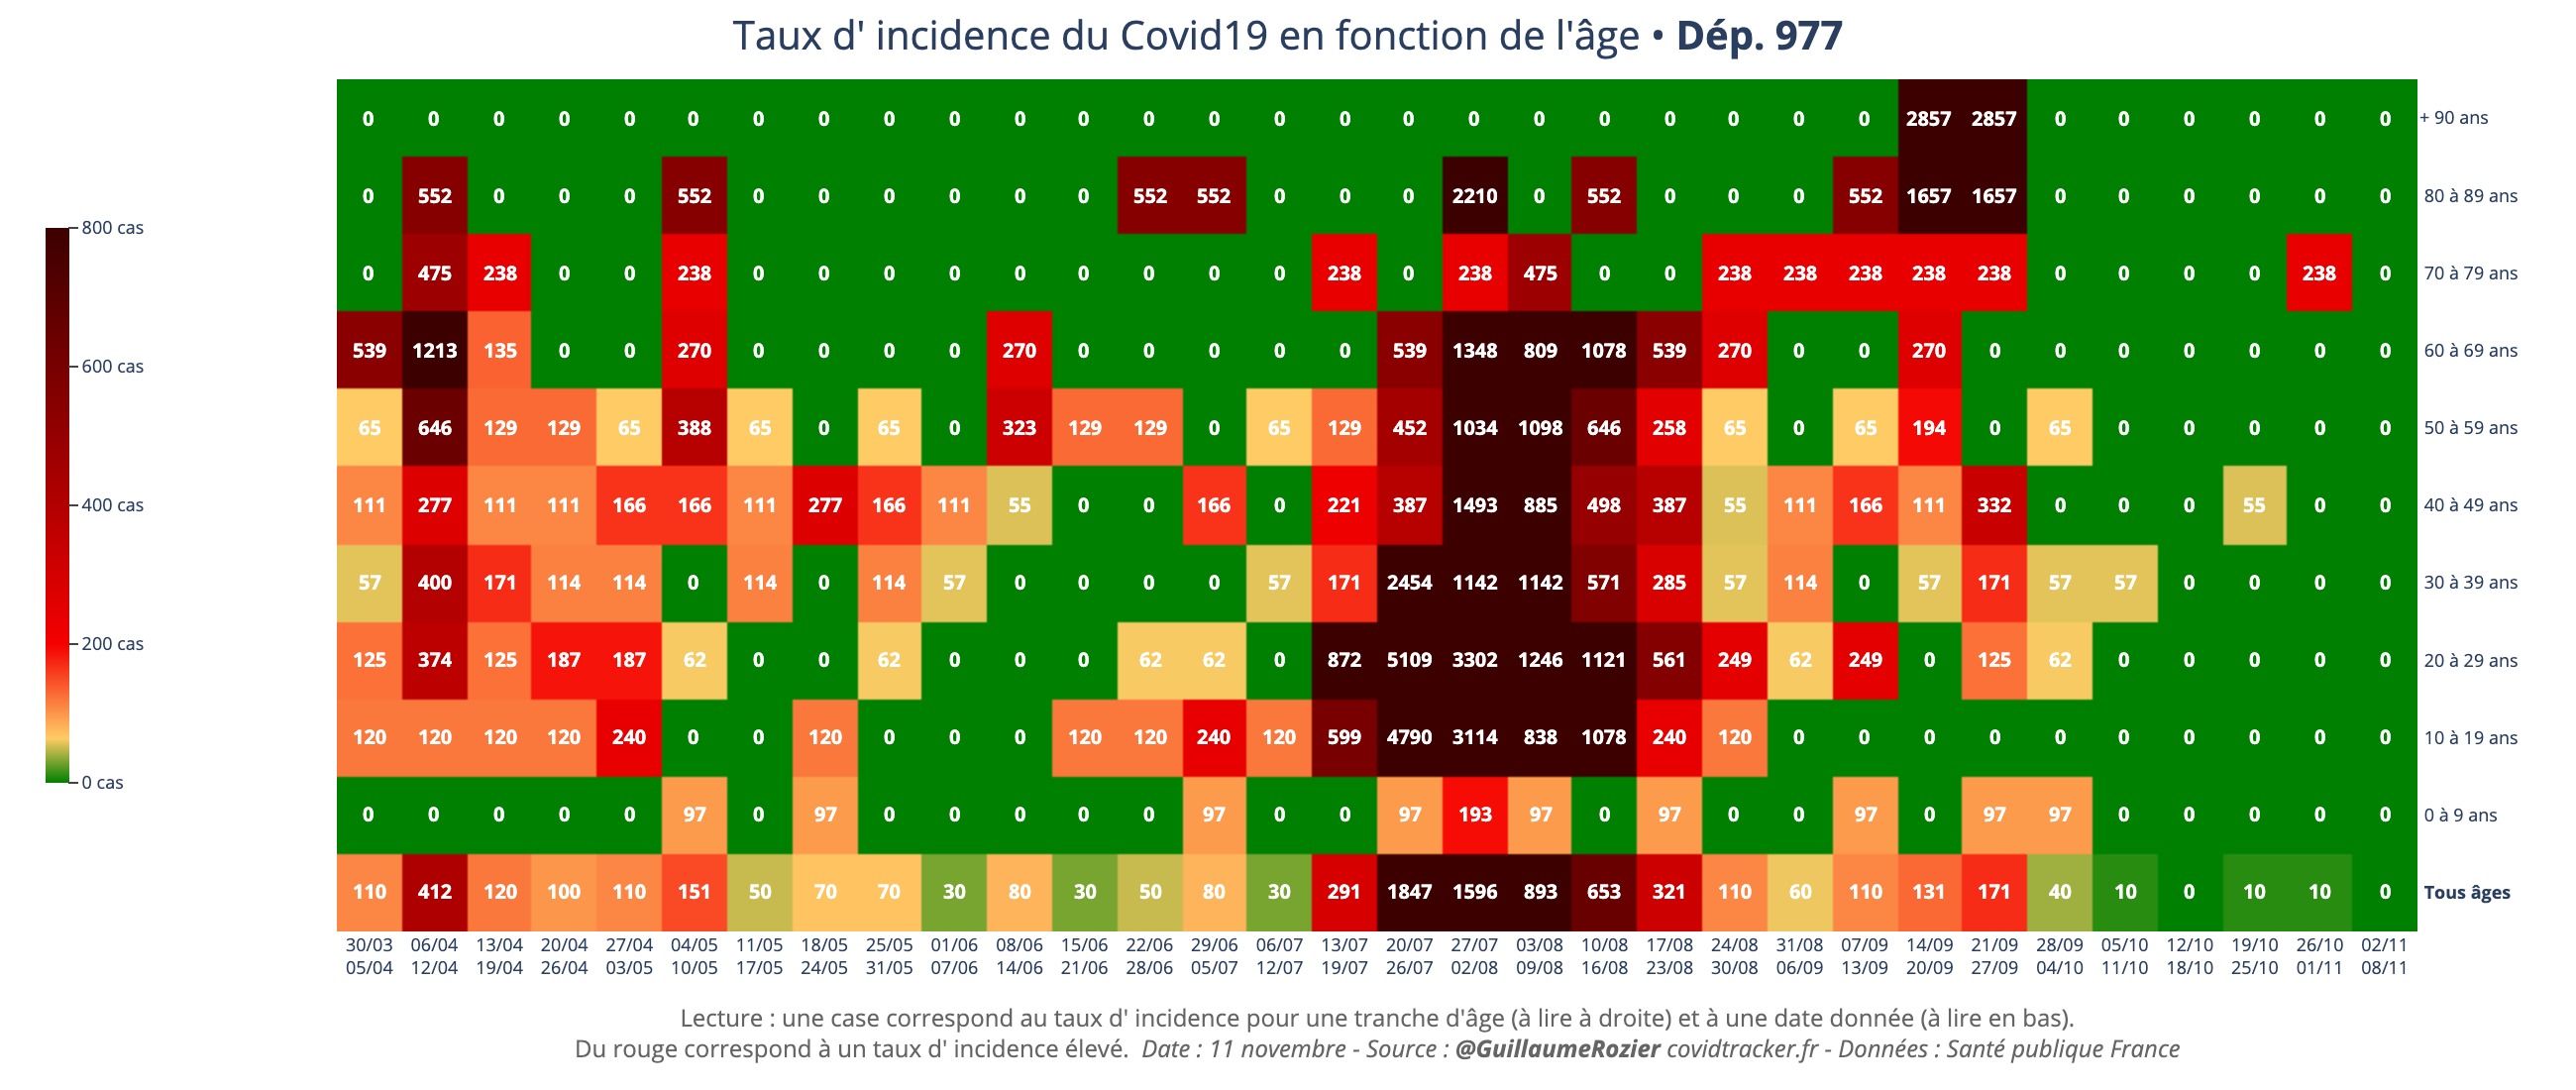 Taux d' incidence du Covid19 en fonction de l'âge • Dép. 977
800 cas
600 cas
400 cas
200 cas
0 cas
0 0 0 0 0 0 0 0 0 0 0 0 0 0 0 0 0 0 0 0 0 0 0 0 2857 2857 0 0 0 0 0 0 + 90 ans
0 552 0 0 0 552 0 0 0 0 0 0 552 552 0 0 0 2210 0 552 0 0 0 552 1657 1657 0 0 0 0 0 0 80 à 89 ans
0 475 238 0 0 238 0 0 0 0 0 0 0 0 0 238 0 238 475 0 0 238 238 238 238 238 0 0 0 0 238 0 70 à 79 ans
539 1213 135 0 0 270 0 0 0 0 270 0 0 0 0 0 539 1348 809 1078 539 270 0 0 270 0 0 0 0 0 0 0 60 à 69 ans
65 646 129 129 65 388 65 0 65 0 323 129 129 0 65 129 452 1034 1098 646 258 65 0 65 194 0 65 0 0 0 0 0 50 à 59 ans
111 277 111 111 166 166 111 277 166 111 55 0 0 166 0 221 387 1493 885 498 387 55 111 166 111 332 0 0 0 55 0 0 40 à 49 ans
57 400 171 114 114 0 114 0 114 57 0 0 0 0 57 171 2454 1142 1142 571 285 57 114 0 57 171 57 57 0 0 0 0 30 à 39 ans
125 374 125 187 187 62 0 0 62 0 0 0 62 62 0 872 5109 3302 1246 1121 561 249 62 249 0 125 62 0 0 0 0 0 20 à 29 ans
120 120 120 120 240 0 0 120 0 0 0 120 120 240 120 599 4790 3114 838 1078 240 120 0 0 0 0 0 0 0 0 0 0 10 à 19 ans
0 0 0 0 0 97 0 97 0 0 0 0 0 97 0 0 97 193 97 0 97 0 0 97 0 97 97 0 0 0 0 0 0 à 9 ans
110 412 120 100 110 151 50 70 70 30 80 30 50 80 30 291 1847 1596 893 653 321 110 60 110 131 171 40 10 0 10 10 0 Tous âges
30/03 06/04 13/04 20/04 27/04 04/05 11/05 18/05 25/05 01/06 08/06 15/06 22/06 29/06 06/07 13/07 20/07 27/07 03/08 10/08 17/08 24/08 31/08 07/09 14/09 21/09 28/09 05/10 12/10 19/10 26/10 02/11
05/04 12/04 19/04 26/04 03/05 10/05 17/05 24/05 31/05 07/06 14/06 21/06 28/06 05/07 12/07 19/07 26/07 02/08 09/08 16/08 23/08 30/08 06/09 13/09 20/09 27/09 04/10 11/10 18/10 25/10 01/11 08/11
Lecture : une case correspond au taux d' incidence pour une tranche d'âge (à lire à droite) et à une date donnée (à lire en bas).
Du rouge correspond à un taux d' incidence élevé. Date : 11 novembre - Source : @GuillaumeRozier covidtracker.fr - Données : Santé publique France